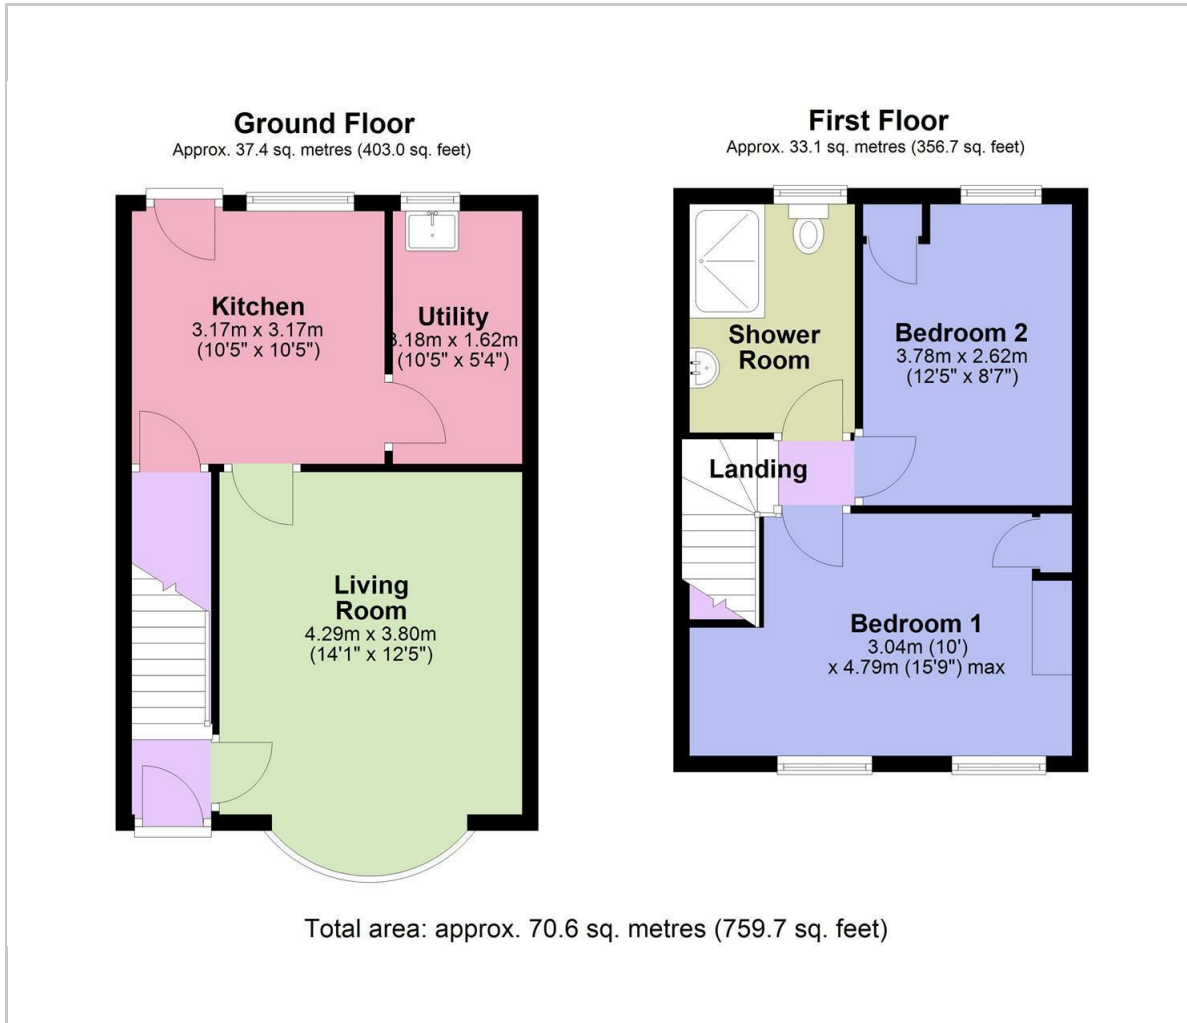 Ground Floor
Approx. 37.4 sq. metres (403.0 sq. feet)
Kitchen
3.17m x 3.17m
(10'5" x 10'5")
Utility
3.18m x 1.62m
(10'5" x 5'4")
Living
Room
4.29m x 3.80m
(14'1" x 12'5")
First Floor
Approx. 33.1 sq. metres (356.7 sq. feet)
Shower
Room
Bedroom 2
3.78m x 2.62m
(12'5" x 8'7")
Landing
Bedroom 1
3.04m (10')
x 4.79m (15'9") max
Total area: approx. 70.6 sq. metres (759.7 sq. feet)